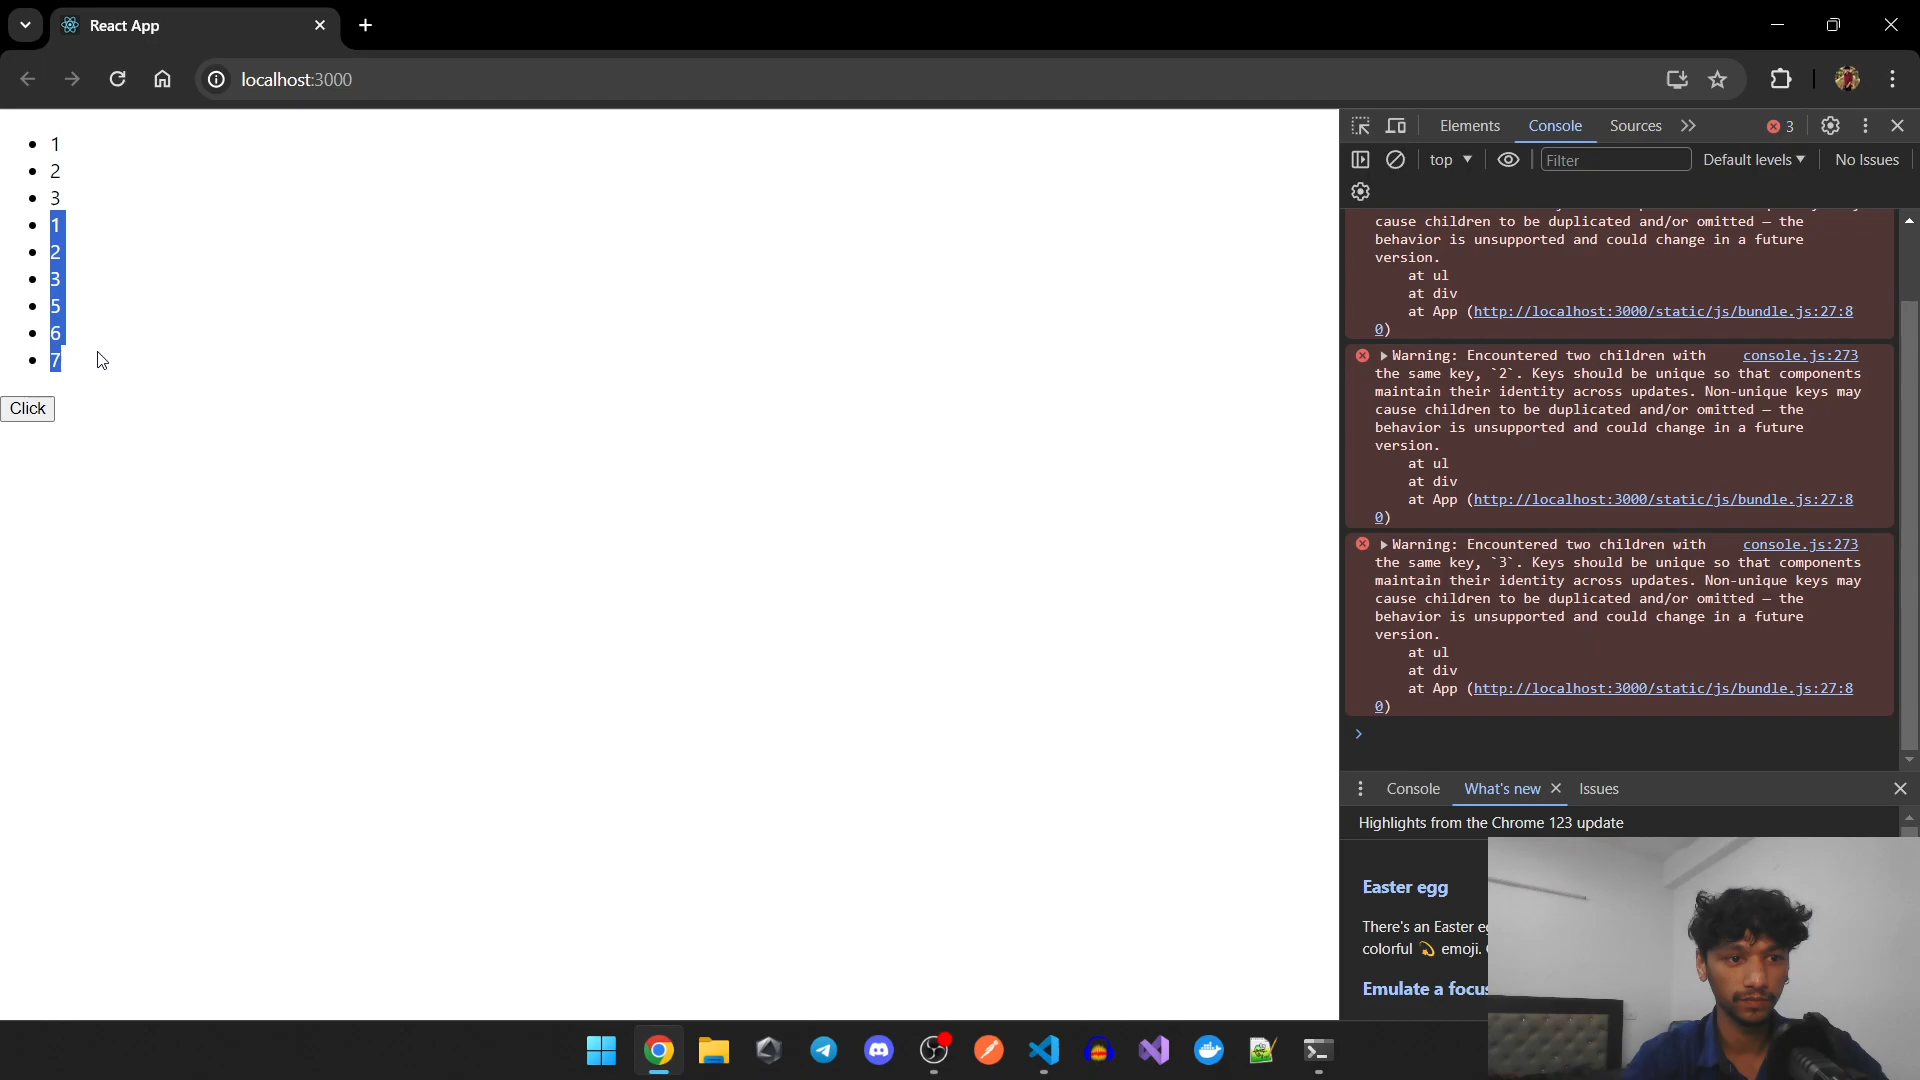 React App
localhost:3000
1
2
3
1
2
3
5
6
7
Click
Elements Console Sources 3
top Filter Default levels No Issues
cause children to be duplicated and/or omitted — the
behavior is unsupported and could change in a future
version.
at ul
at div
at App (http://localhost:3000/static/js/bundle.js:27:8
0)
Warning: Encountered two children with console.js:273
the same key, `2`. Keys should be unique so that components
maintain their identity across updates. Non-unique keys may
cause children to be duplicated and/or omitted — the
behavior is unsupported and could change in a future
version.
at ul
at div
at App (http://localhost:3000/static/js/bundle.js:27:8
0)
Warning: Encountered two children with console.js:273
the same key, `3`. Keys should be unique so that components
maintain their identity across updates. Non-unique keys may
cause children to be duplicated and/or omitted — the
behavior is unsupported and could change in a future
version.
at ul
at div
at App (http://localhost:3000/static/js/bundle.js:27:8
0)
Console What's new Issues
Highlights from the Chrome 123 update
Easter egg
There's an Easter
colorful 💫 emoji.
Emulate a